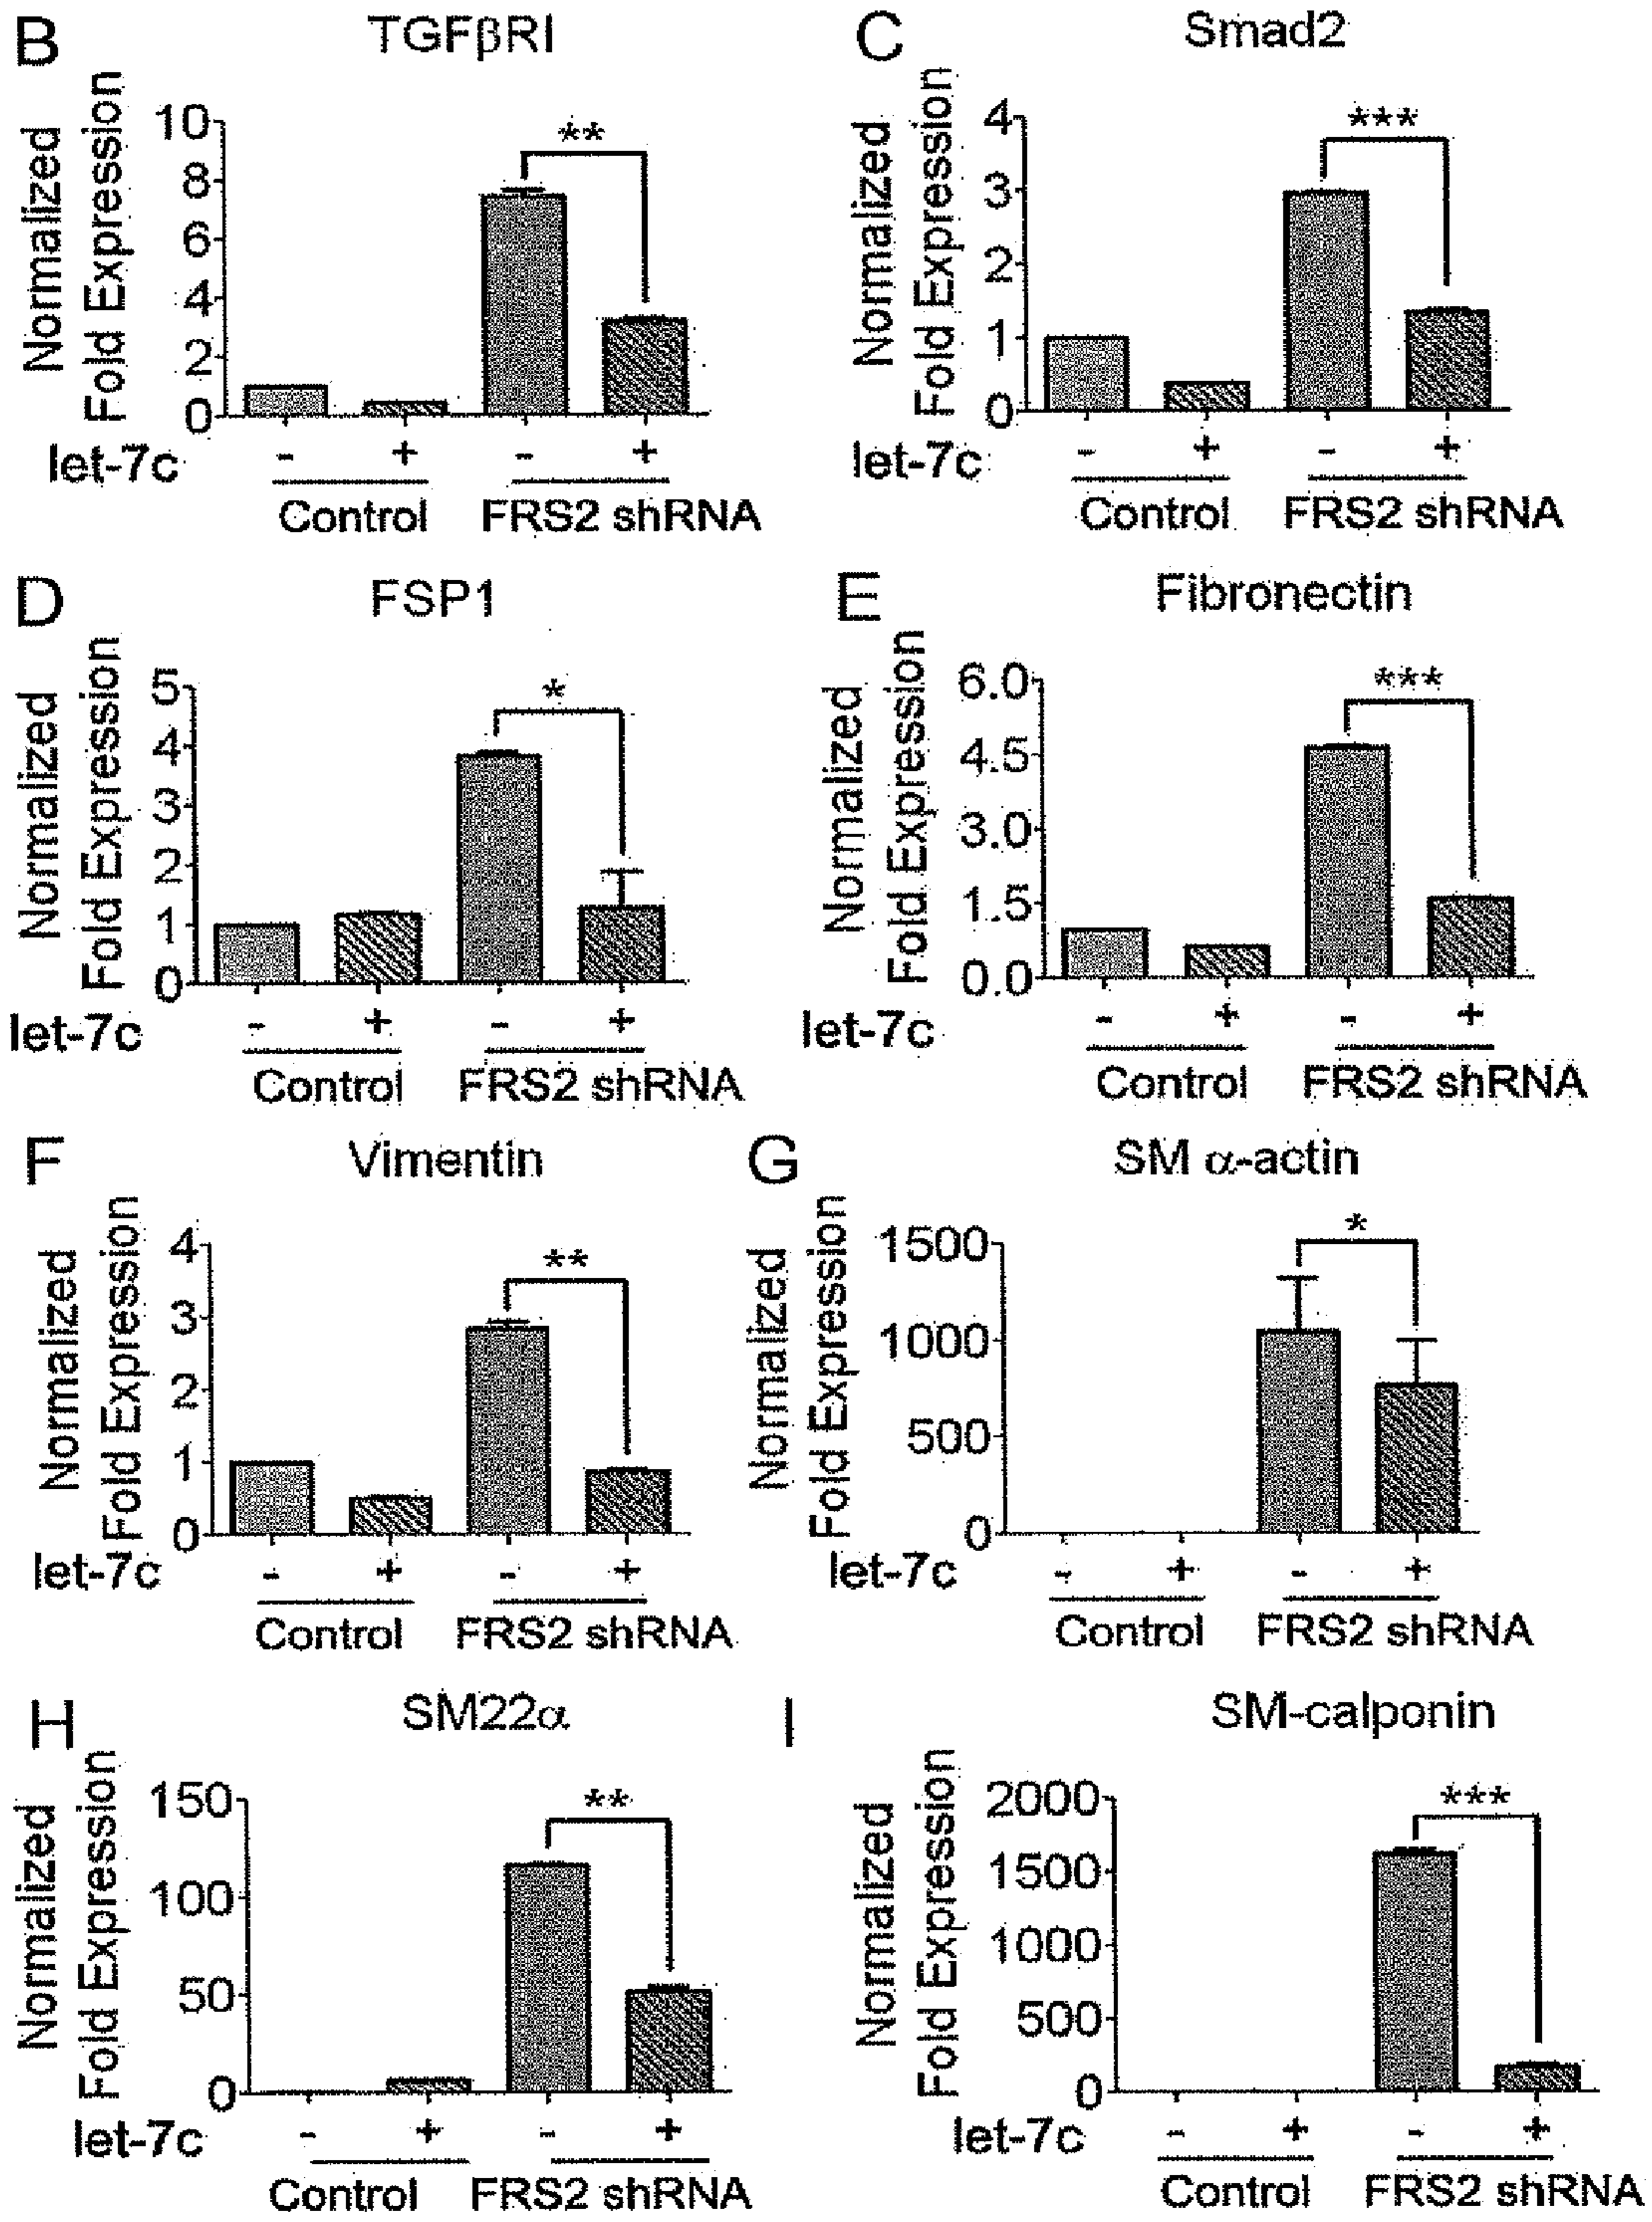 B TGFβRI
Normalized
Fold Expression
10
8
6
4
2
0
**
let-7c - + - +
Control FRS2 shRNA
C Smad2
Normalized
Fold Expression
4
3
2
1
0
***
let-7c - + - +
Control FRS2 shRNA
D FSP1
Normalized
Fold Expression
5
4
3
2
1
0
*
let-7c - + - +
Control FRS2 shRNA
E Fibronectin
Normalized
Fold Expression
6.0
4.5
3.0
1.5
0.0
***
let-7c - + - +
Control FRS2 shRNA
F Vimentin
Normalized
Fold Expression
4
3
2
1
0
**
let-7c - + - +
Control FRS2 shRNA
G SM α-actin
Normalized
Fold Expression
1500
1000
500
0
*
let-7c - + - +
Control FRS2 shRNA
H SM22α
Normalized
Fold Expression
150
100
50
0
**
let-7c - + - +
Control FRS2 shRNA
I SM-calponin
Normalized
Fold Expression
2000
1500
1000
500
0
***
let-7c - + - +
Control FRS2 shRNA